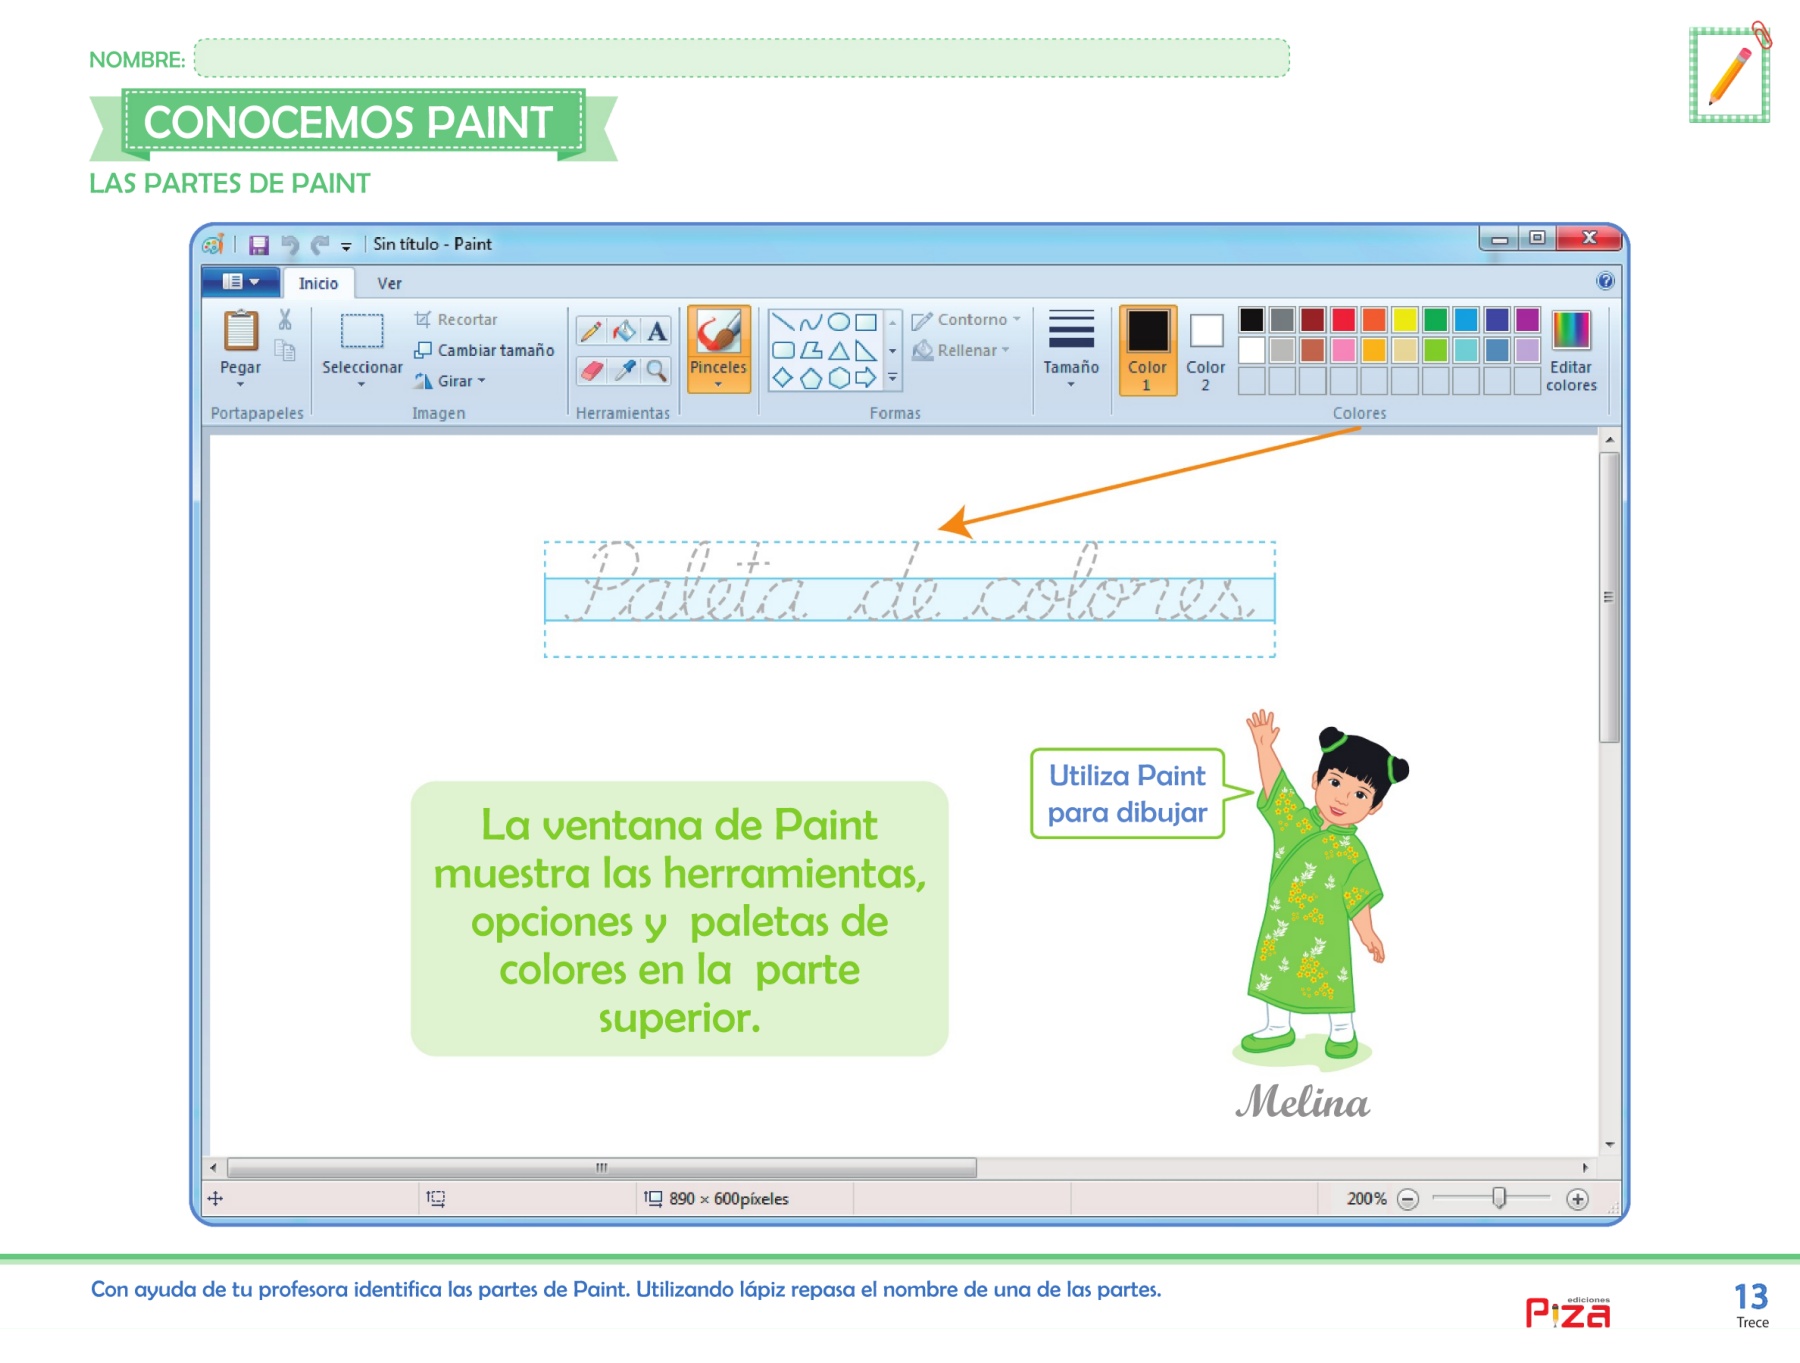 NOMBRE:
CONOCEMOS PAINT
LAS PARTES DE PAINT
Sin título - Paint
Inicio Ver
Pegar
Portapapeles
Seleccionar
Recortar
Cambiar tamaño
Girar
Imagen
A
Herramientas
Pinceles
Contorno
Rellenar
Formas
Tamaño
Color
1
Color
2
Editar
colores
Colores
Paleta de colores
Utiliza Paint
para dibujar
La ventana de Paint
muestra las herramientas,
opciones y paletas de
colores en la parte
superior.
Melina
890 × 600píxeles
200%
Con ayuda de tu profesora identifica las partes de Paint. Utilizando lápiz repasa el nombre de una de las partes.
ediciones
Piza
13
Trece